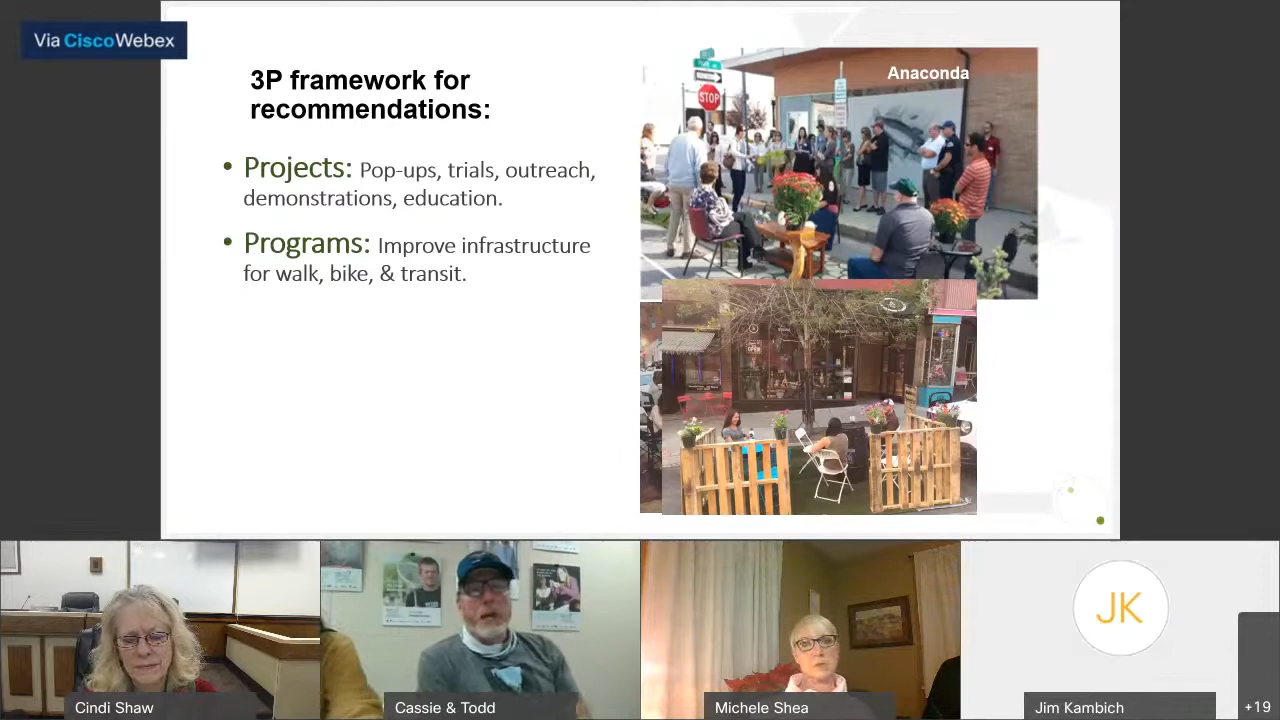 Via CiscoWebex
3P framework for
recommendations:
• Projects: Pop-ups, trials, outreach,
demonstrations, education.
• Programs: Improve infrastructure
for walk, bike, & transit.
Anaconda
STOP
Cindi Shaw
Cassie & Todd
Michele Shea
JK
Jim Kambich
+19